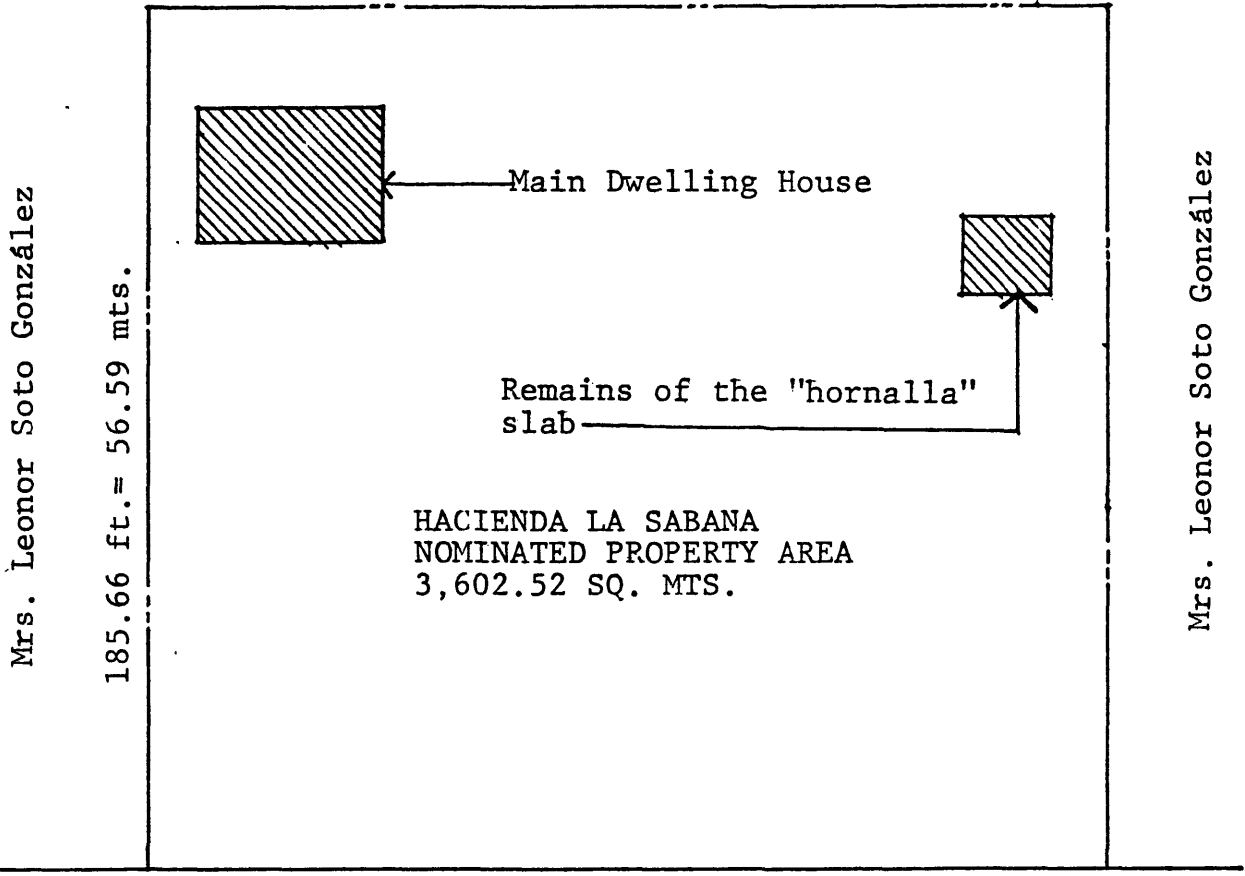 Mrs. Leonor Soto González
185.66 ft.= 56.59 mts.
Main Dwelling House
Remains of the "hornalla"
slab
HACIENDA LA SABANA
NOMINATED PROPERTY AREA
3,602.52 SQ. MTS.
Mrs. Leonor Soto González